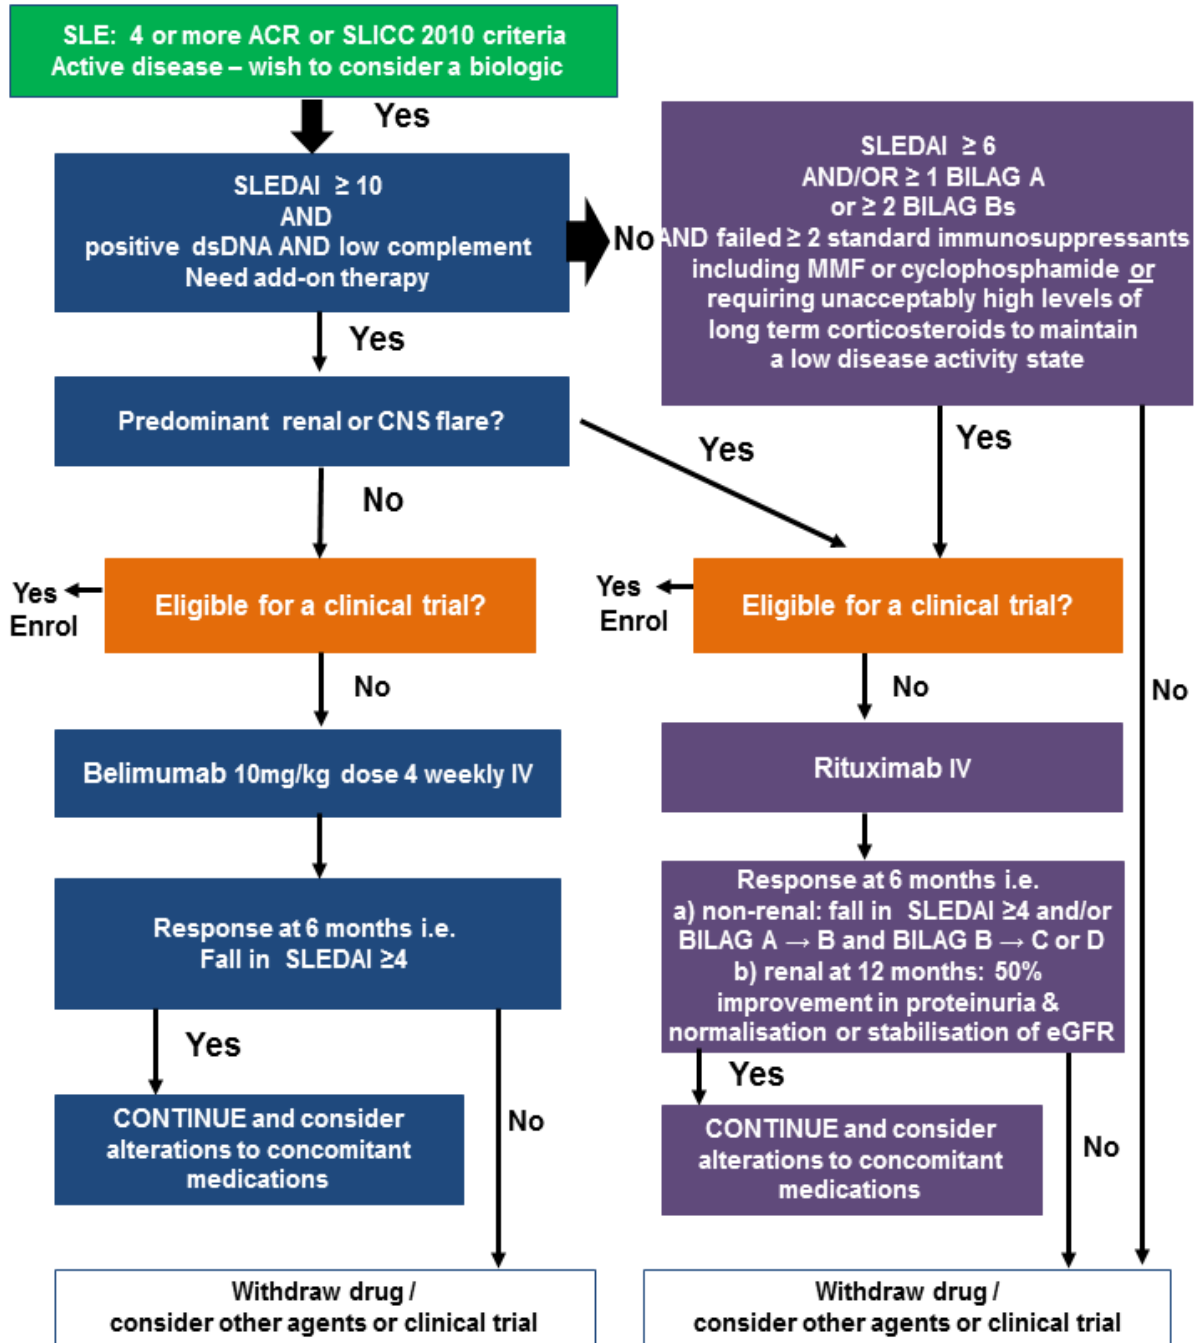 SLE: 4 or more ACR or SLICC 2010 criteria
Active disease – wish to consider a biologic
Yes
SLEDAI ≥ 10
AND
positive dsDNA AND low complement
Need add-on therapy
No
SLEDAI ≥ 6
AND/OR ≥ 1 BILAG A
or ≥ 2 BILAG Bs
AND failed ≥ 2 standard immunosuppressants
including MMF or cyclophosphamide or
requiring unacceptably high levels of
long term corticosteroids to maintain
a low disease activity state
Yes
Predominant renal or CNS flare?
Yes
Yes
No
Eligible for a clinical trial?
Yes
Enrol
Eligible for a clinical trial?
Yes
Enrol
No
No
No
Belimumab 10mg/kg dose 4 weekly IV
Rituximab IV
Response at 6 months i.e.
Fall in SLEDAI ≥4
Response at 6 months i.e.
a) non-renal: fall in SLEDAI ≥4 and/or
BILAG A → B and BILAG B → C or D
b) renal at 12 months: 50%
improvement in proteinuria &
normalisation or stabilisation of eGFR
Yes
No
Yes
No
CONTINUE and consider
alterations to concomitant
medications
CONTINUE and consider
alterations to concomitant
medications
Withdraw drug /
consider other agents or clinical trial
Withdraw drug /
consider other agents or clinical trial